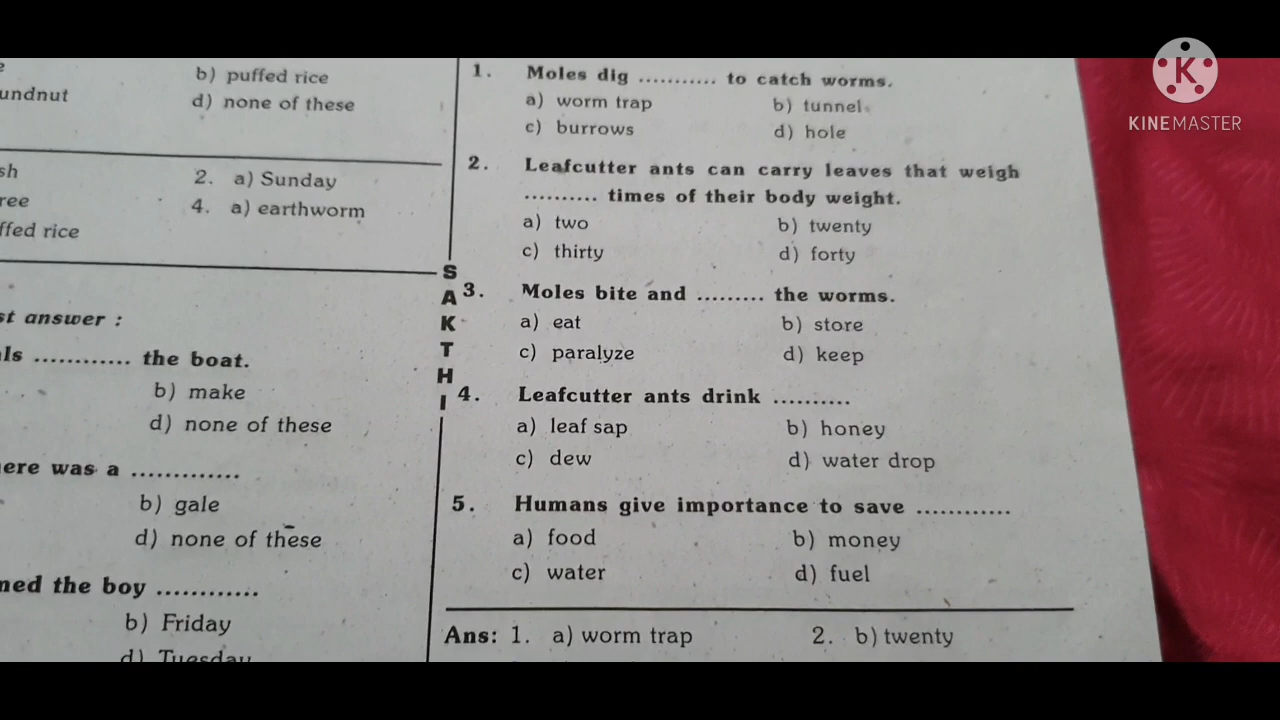 b) puffed rice
undnut
d) none of these
sh
2. a) Sunday
ree
4. a) earthworm
ffed rice
st answer :
ls ............ the boat.
b) make
d) none of these
ere was a .............
b) gale
d) none of these
med the boy ............
b) Friday
d) Tuesday
SAKTHI
1. Moles dig ........... to catch worms.
a) worm trap b) tunnel
c) burrows d) hole
2. Leafcutter ants can carry leaves that weigh
.......... times of their body weight.
a) two b) twenty
c) thirty d) forty
3. Moles bite and ......... the worms.
a) eat b) store
c) paralyze d) keep
4. Leafcutter ants drink ..........
a) leaf sap b) honey
c) dew d) water drop
5. Humans give importance to save ............
a) food b) money
c) water d) fuel
Ans: 1. a) worm trap 2. b) twenty
K
KINEMASTER